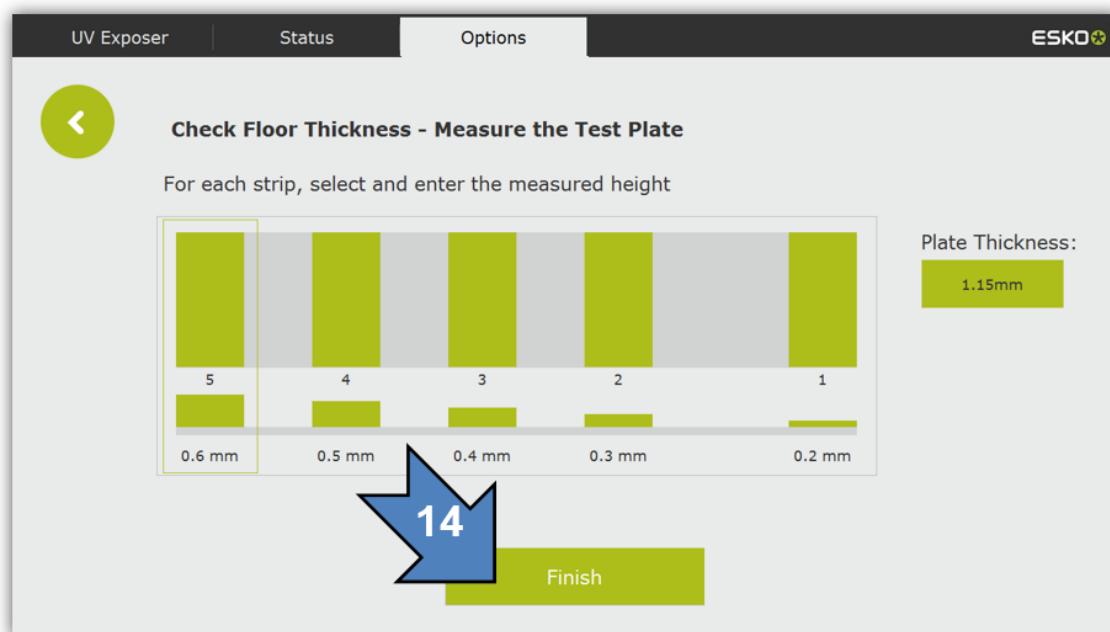 UV Exposer Status Options ESKO
Check Floor Thickness - Measure the Test Plate
For each strip, select and enter the measured height
Plate Thickness:
1.15mm
5 4 3 2 1
0.6 mm 0.5 mm 0.4 mm 0.3 mm 0.2 mm
14
Finish